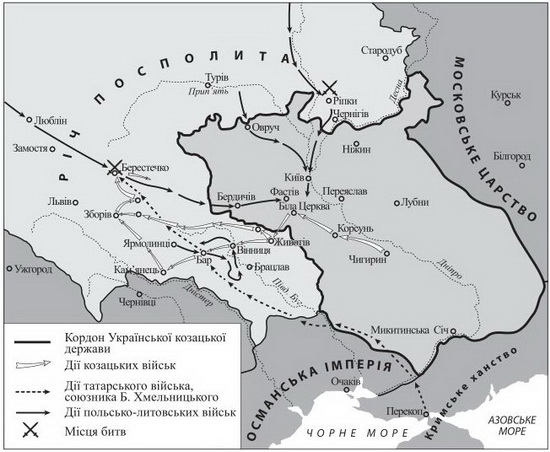 РІЧ ПОСПОЛИТА
МОСКОВСЬКЕ ЦАРСТВО
Стародуб
Десна
Турів
Прип'ять
Ріпки
Чернігів
Курськ
Люблін
Овруч
Ніжин
Замостя
Білгород
Берестечко
Київ
Фастів
Бердичів
Переяслав
Лубни
Львів
Зборів
Біла Церква
Корсунь
Ярмолинці
Вінниця
Животів
Чигирин
Бар
Кам'янець
Брацлав
Ужгород
Чернівці
Дністер
Півд. Буг
Дніпро
Микитинська Січ
ОСМАНСЬКА ІМПЕРІЯ
Кримське ханство
Очаків
Перекоп
ЧОРНЕ МОРЕ
АЗОВСЬКЕ
МОРЕ
Кордон Української козацької
держави
Дії козацьких військ
Дії татарського війська,
союзника Б. Хмельницького
Дії польсько-литовських військ
Місця битв